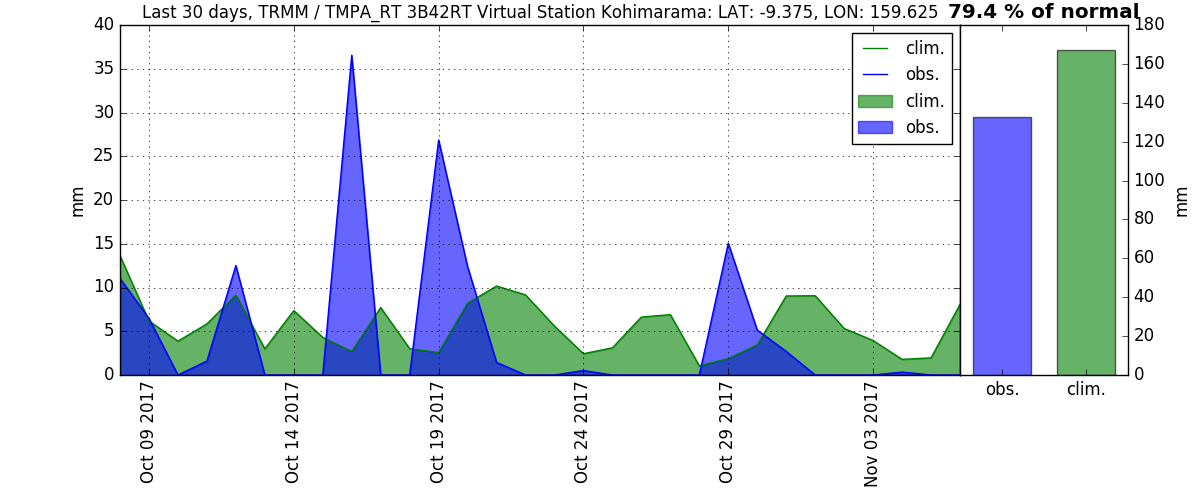 Last 30 days, TRMM / TMPA_RT 3B42RT Virtual Station Kohimarama: LAT: -9.375, LON: 159.625 79.4 % of normal
clim.
obs.
clim.
obs.
40
35
30
25
20
15
10
5
0
mm
Oct 09 2017
Oct 14 2017
Oct 19 2017
Oct 24 2017
Oct 29 2017
Nov 03 2017
180
160
140
120
100
80
60
40
20
0
mm
obs. clim.